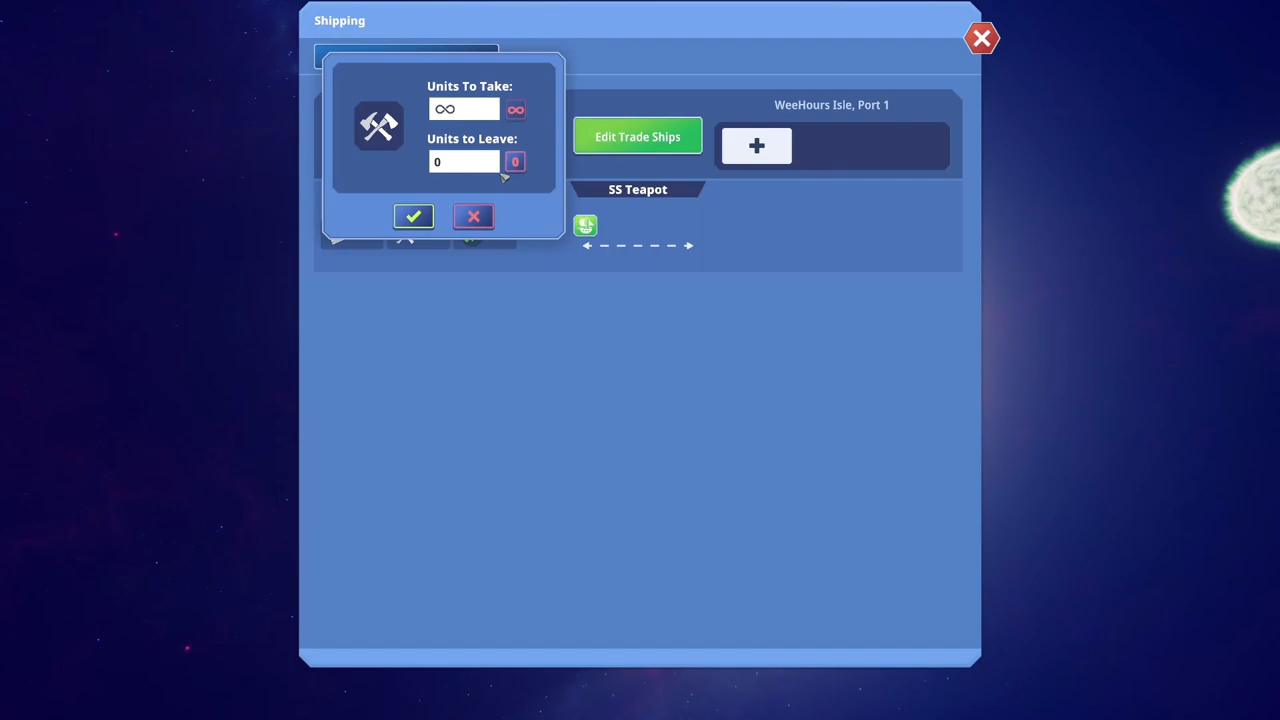 Shipping
Units To Take:
∞
∞
Units to Leave:
0
0
Edit Trade Ships
WeeHours Isle, Port 1
SS Teapot